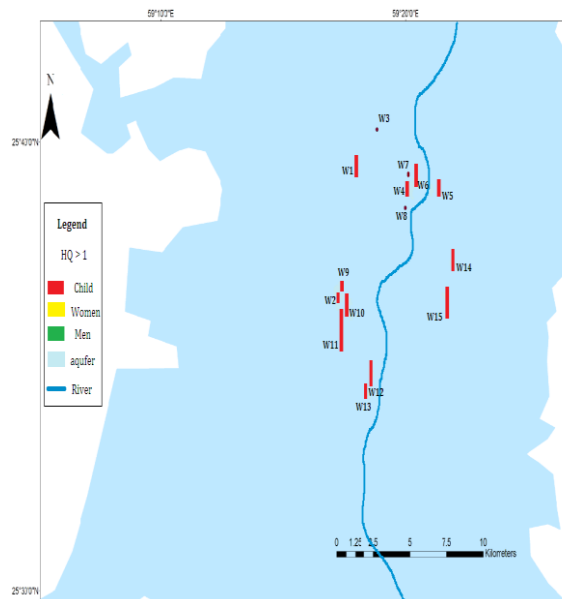 59°10'0"E
59°20'0"E
N
W3
25°40'0"N
W1
W7
W6
W4
W5
W8
Legend
HQ > 1
Child
Women
Men
aqufer
River
W14
W9
W2
W10
W15
W11
W12
W13
0 1.25 2.5 5 7.5 10
Kilometers
25°30'0"N